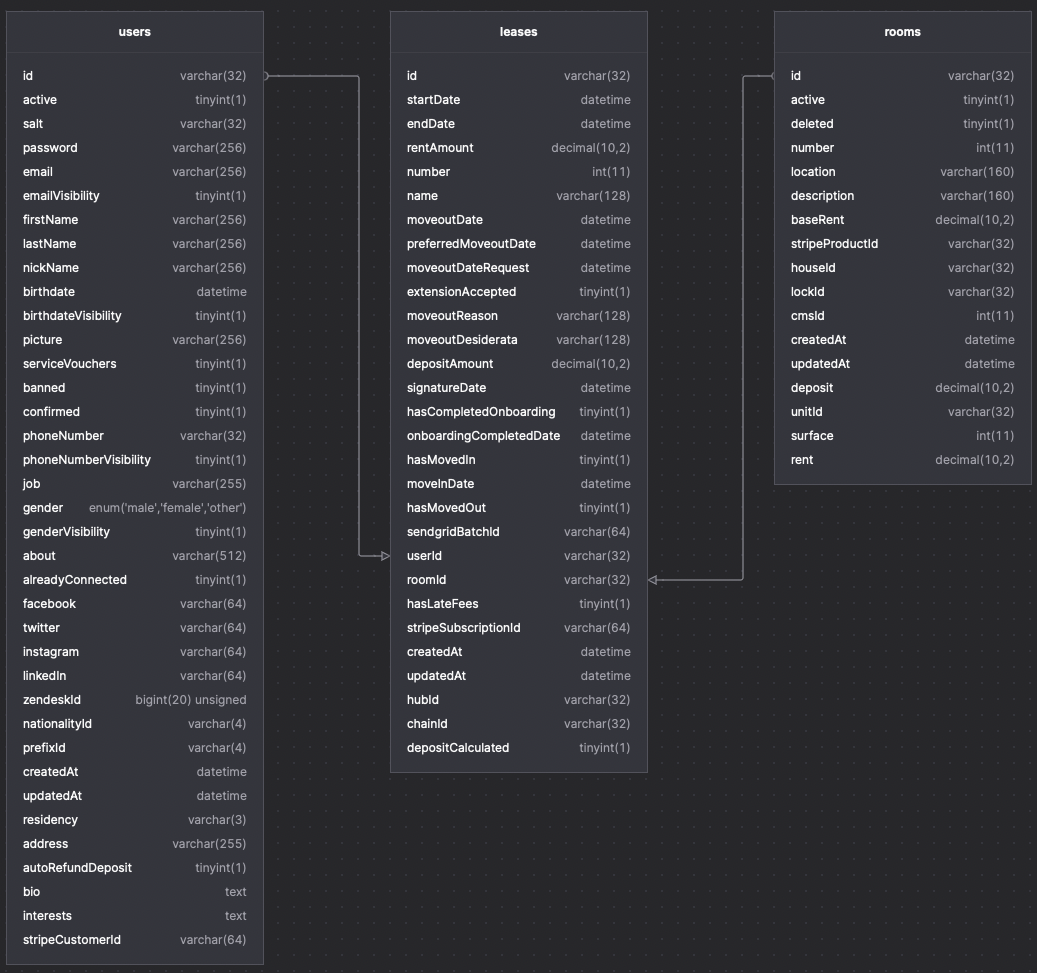 users
id varchar(32)
active tinyint(1)
salt varchar(32)
password varchar(256)
email varchar(256)
emailVisibility tinyint(1)
firstName varchar(256)
lastName varchar(256)
nickName varchar(256)
birthdate datetime
birthdateVisibility tinyint(1)
picture varchar(256)
serviceVouchers tinyint(1)
banned tinyint(1)
confirmed tinyint(1)
phoneNumber varchar(32)
phoneNumberVisibility tinyint(1)
job varchar(255)
gender enum('male','female','other')
genderVisibility tinyint(1)
about varchar(512)
alreadyConnected tinyint(1)
facebook varchar(64)
twitter varchar(64)
instagram varchar(64)
linkedIn varchar(64)
zendeskId bigint(20) unsigned
nationalityId varchar(4)
prefixId varchar(4)
createdAt datetime
updatedAt datetime
residency varchar(3)
address varchar(255)
autoRefundDeposit tinyint(1)
bio text
interests text
stripeCustomerId varchar(64)
leases
id varchar(32)
startDate datetime
endDate datetime
rentAmount decimal(10,2)
number int(11)
name varchar(128)
moveoutDate datetime
preferredMoveoutDate datetime
moveoutDateRequest datetime
extensionAccepted tinyint(1)
moveoutReason varchar(128)
moveoutDesiderata varchar(128)
depositAmount decimal(10,2)
signatureDate datetime
hasCompletedOnboarding tinyint(1)
onboardingCompletedDate datetime
hasMovedIn tinyint(1)
moveInDate datetime
hasMovedOut tinyint(1)
sendgridBatchId varchar(64)
userId varchar(32)
roomId varchar(32)
hasLateFees tinyint(1)
stripeSubscriptionId varchar(64)
createdAt datetime
updatedAt datetime
hubId varchar(32)
chainId varchar(32)
depositCalculated tinyint(1)
rooms
id varchar(32)
active tinyint(1)
deleted tinyint(1)
number int(11)
location varchar(160)
description varchar(160)
baseRent decimal(10,2)
stripeProductId varchar(32)
houseId varchar(32)
lockId varchar(32)
cmsId int(11)
createdAt datetime
updatedAt datetime
deposit decimal(10,2)
unitId varchar(32)
surface int(11)
rent decimal(10,2)